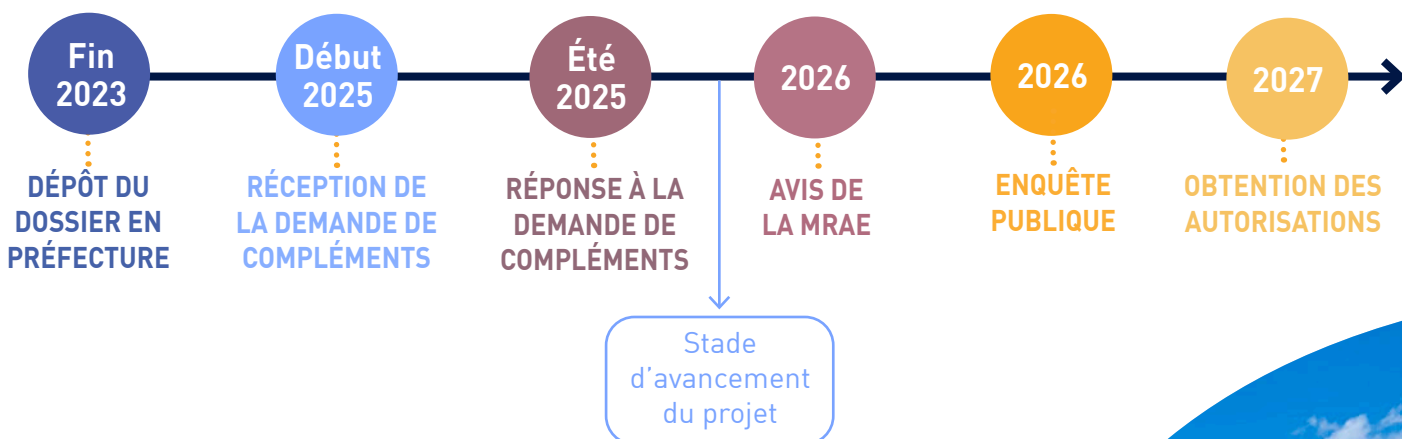 Fin
2023
DÉPÔT DU
DOSSIER EN
PRÉFECTURE
Début
2025
RÉCEPTION DE
LA DEMANDE DE
COMPLÉMENTS
Été
2025
RÉPONSE À LA
DEMANDE DE
COMPLÉMENTS
Stade
d'avancement
du projet
2026
AVIS DE
LA MRAE
2026
ENQUÊTE
PUBLIQUE
2027
OBTENTION DES
AUTORISATIONS